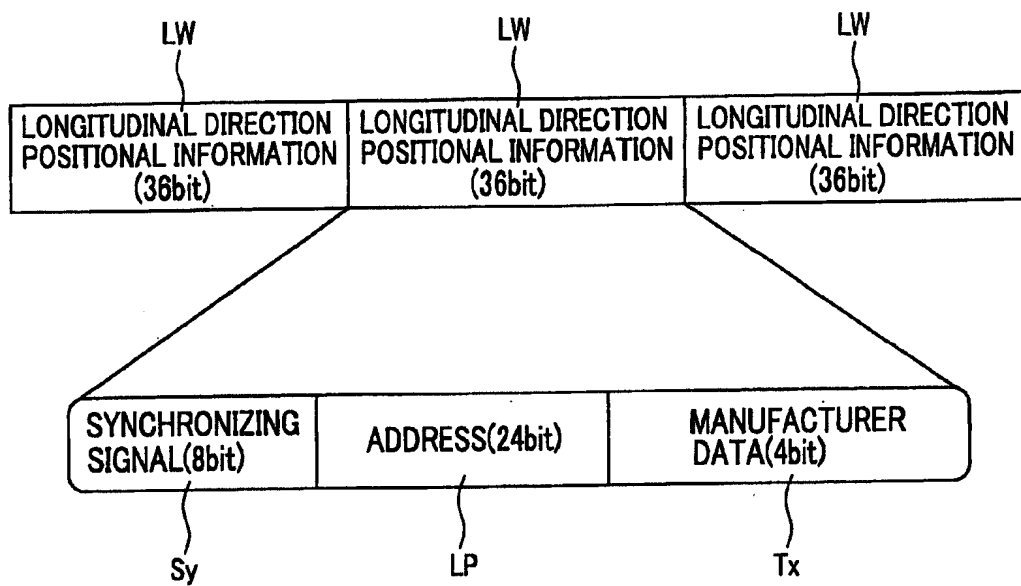 LW LW LW
LONGITUDINAL DIRECTION LONGITUDINAL DIRECTION LONGITUDINAL DIRECTION
POSITIONAL INFORMATION POSITIONAL INFORMATION POSITIONAL INFORMATION
(36bit) (36bit) (36bit)
SYNCHRONIZING MANUFACTURER
SIGNAL(8bit) ADDRESS(24bit) DATA(4bit)
Sy LP Tx